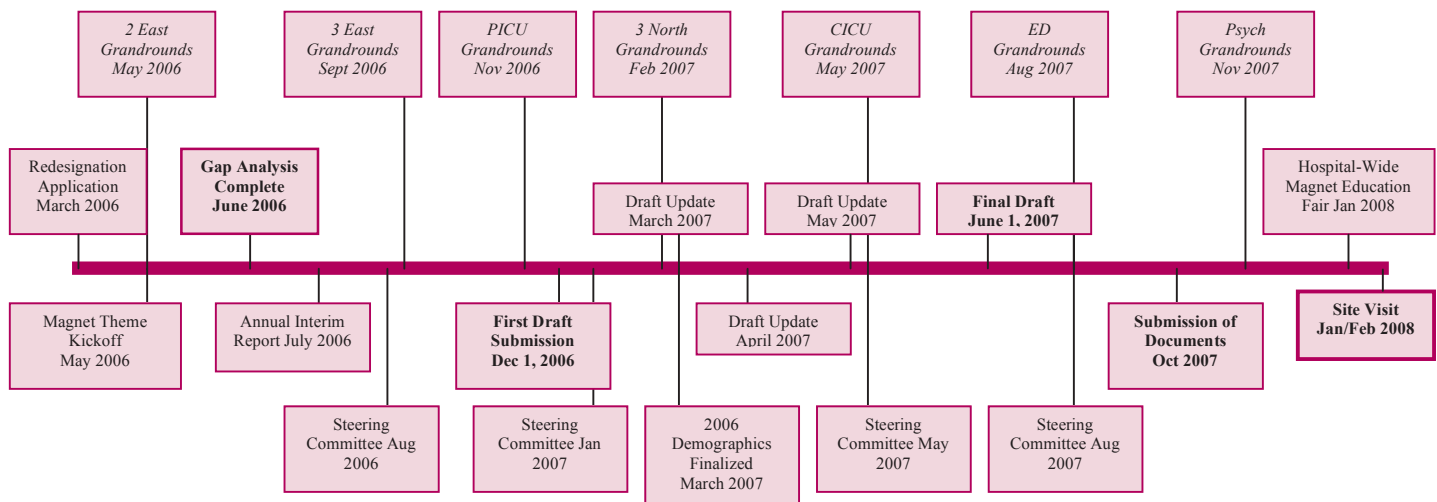 2 East
Grandrounds
May 2006
3 East
Grandrounds
Sept 2006
PICU
Grandrounds
Nov 2006
3 North
Grandrounds
Feb 2007
CICU
Grandrounds
May 2007
ED
Grandrounds
Aug 2007
Psych
Grandrounds
Nov 2007
Redesignation
Application
March 2006
Gap Analysis
Complete
June 2006
Draft Update
March 2007
Draft Update
May 2007
Final Draft
June 1, 2007
Hospital-Wide
Magnet Education
Fair Jan 2008
Magnet Theme
Kickoff
May 2006
Annual Interim
Report July 2006
First Draft
Submission
Dec 1, 2006
Draft Update
April 2007
Submission of
Documents
Oct 2007
Site Visit
Jan/Feb 2008
Steering
Committee Aug
2006
Steering
Committee Jan
2007
2006
Demographics
Finalized
March 2007
Steering
Committee May
2007
Steering
Committee Aug
2007